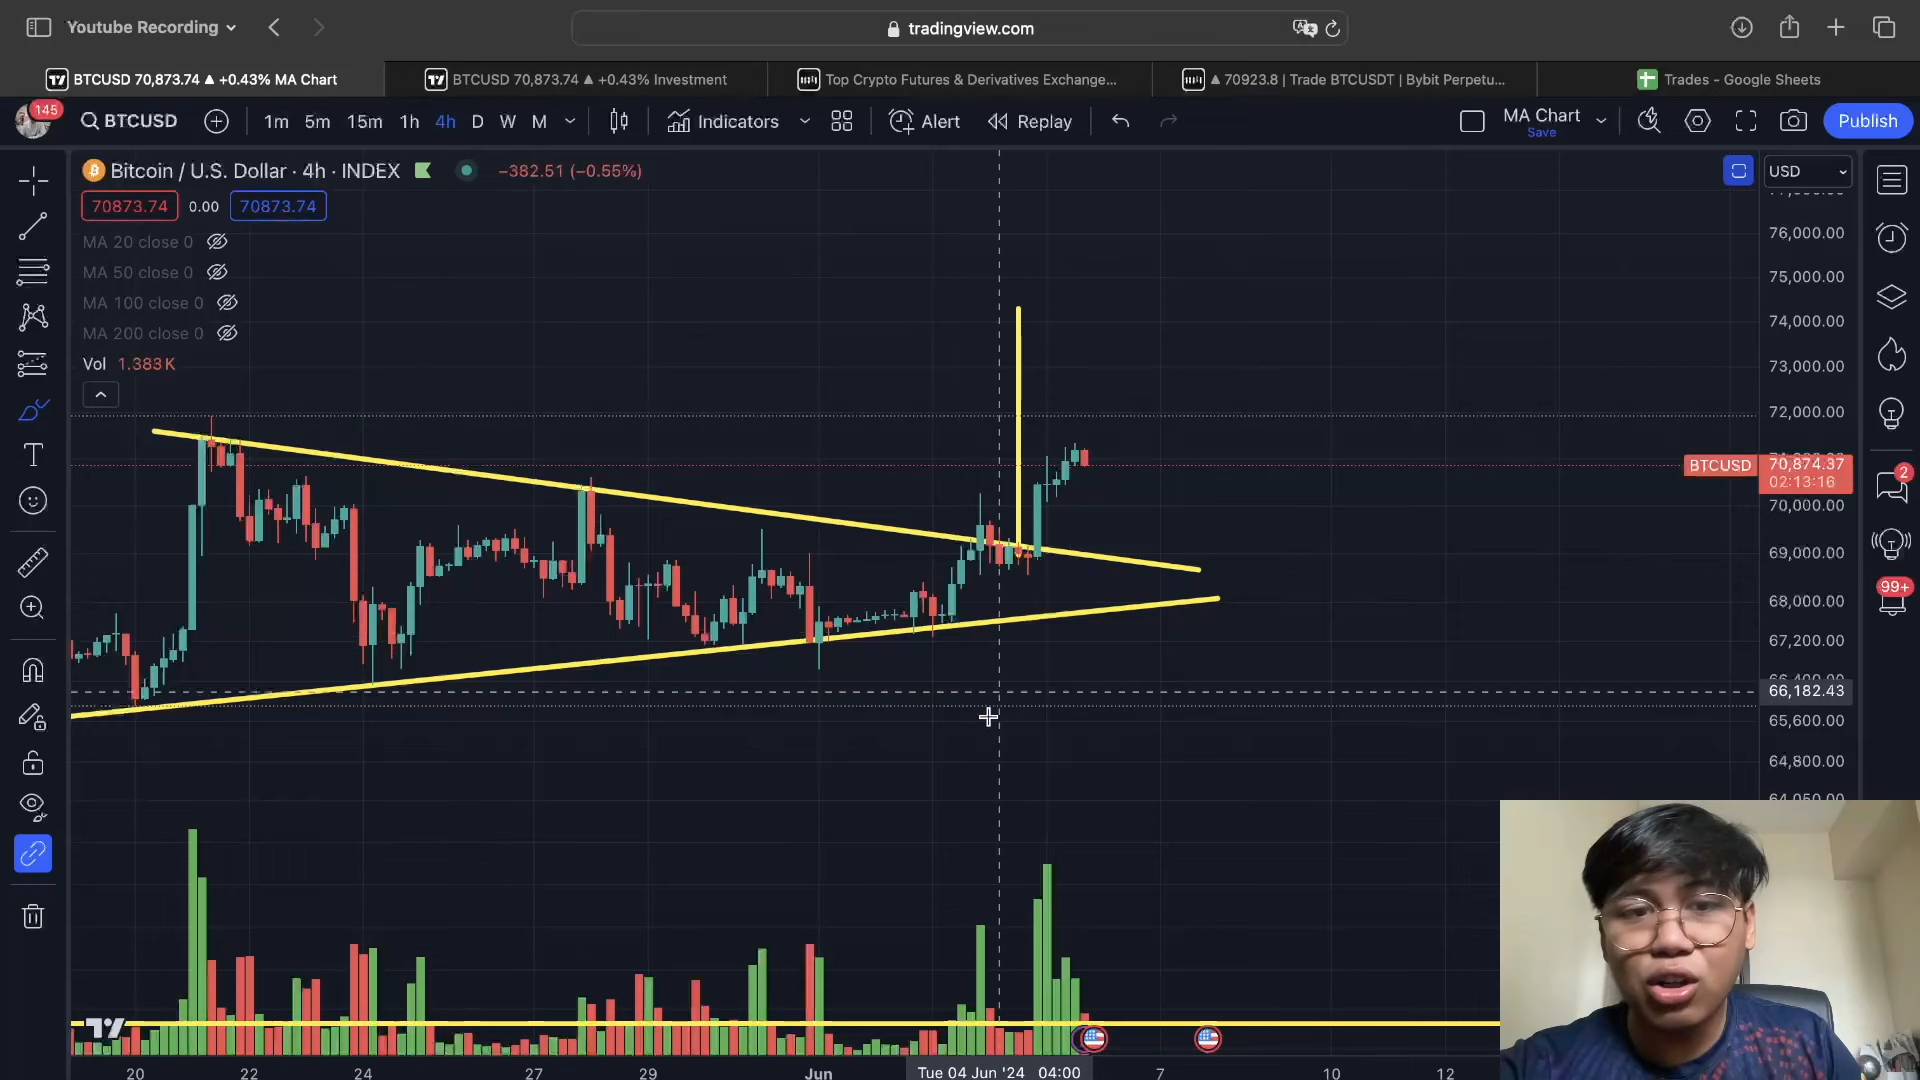 Youtube Recording
tradingview.com
BTCUSD 70,873.74 ▲ +0.43% MA Chart
BTCUSD 70,873.74 ▲ +0.43% Investment
Top Crypto Futures & Derivatives Exchange...
▲ 70923.8 | Trade BTCUSDT | Bybit Perpetu...
Trades - Google Sheets
145
BTCUSD
1m 5m 15m 1h 4h D W M
Indicators
Alert
Replay
MA Chart
Save
Publish
Bitcoin / U.S. Dollar · 4h · INDEX
−382.51 (−0.55%)
USD
70873.74 0.00 70873.74
MA 20 close 0
MA 50 close 0
MA 100 close 0
MA 200 close 0
Vol 1.383K
76,000.00
75,000.00
74,000.00
73,000.00
72,000.00
BTCUSD 70,874.37
02:13:16
70,000.00
69,000.00
68,000.00
67,200.00
66,182.43
65,600.00
64,800.00
2
99+
20 22 24 27 29 Jun Tue 04 Jun '24 04:00 7 10 12